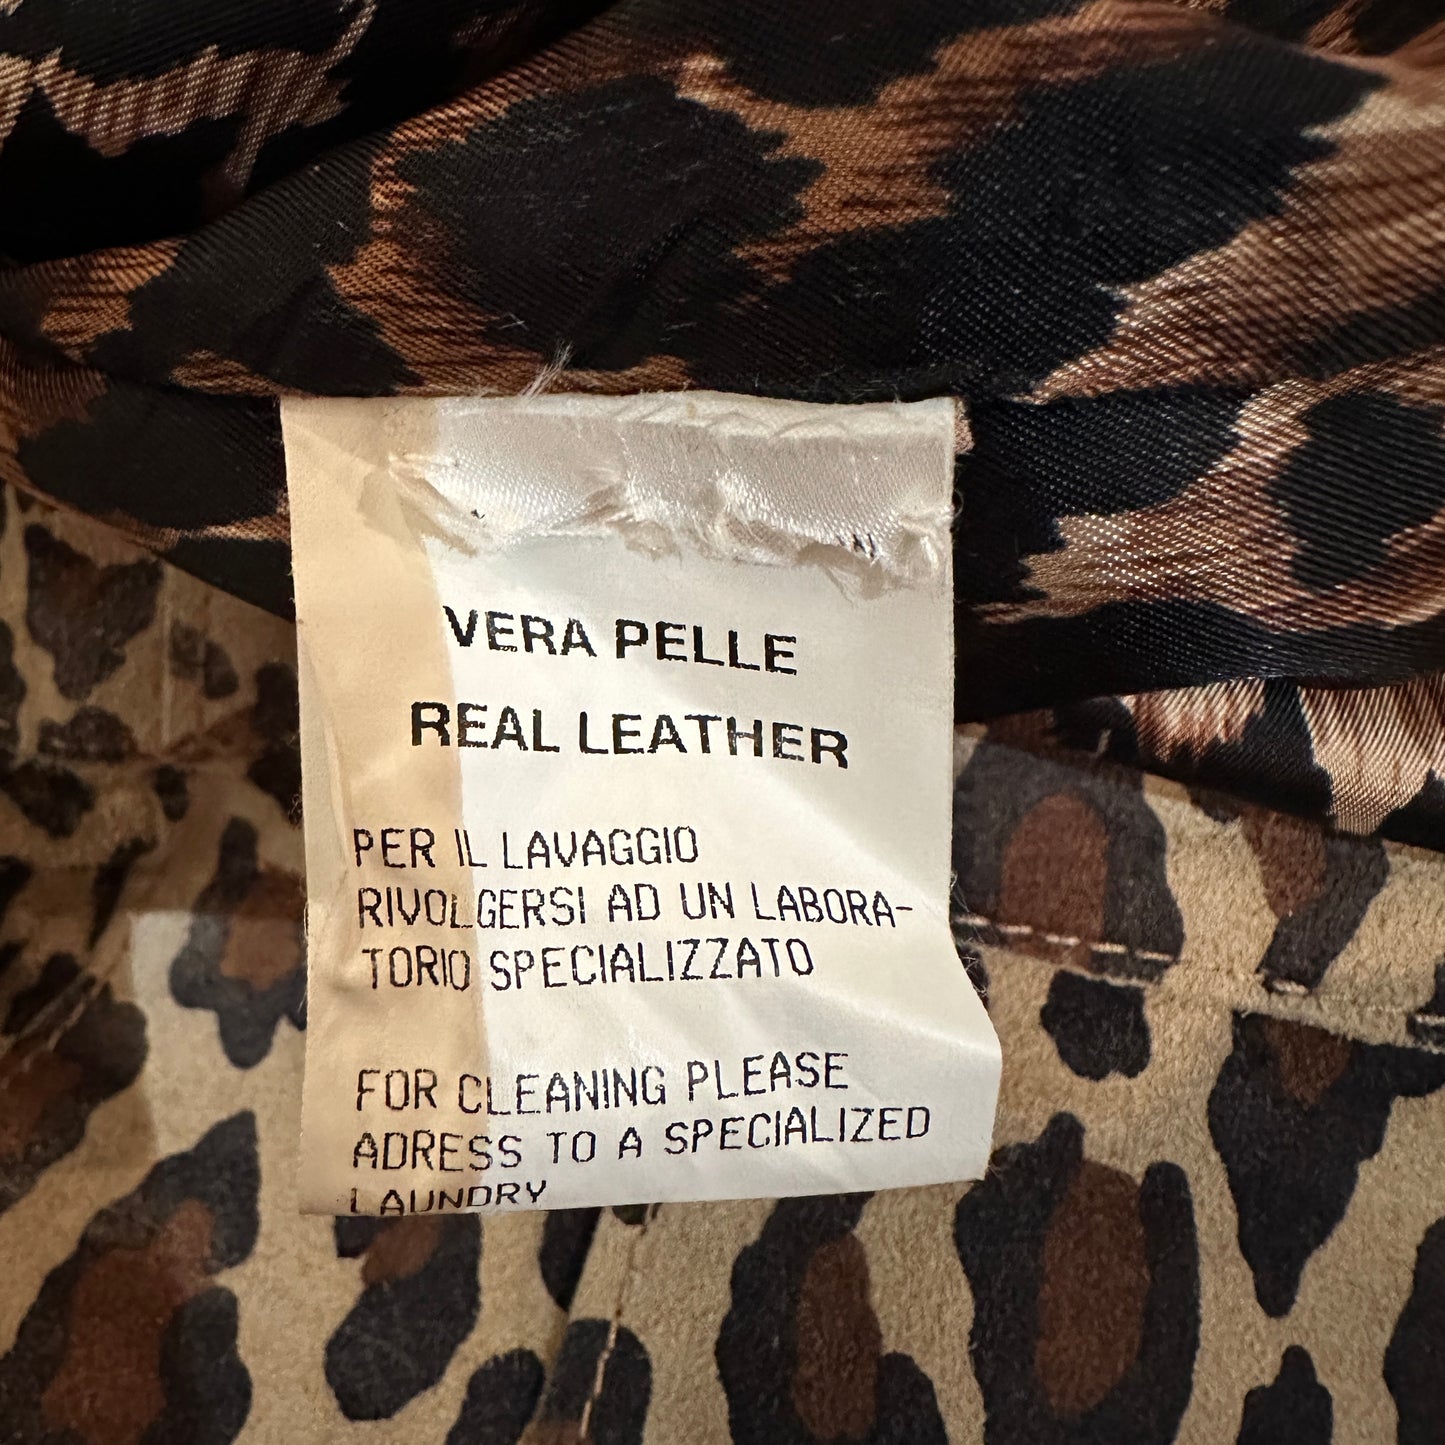 VERA PELLE
REAL LEATHER
PER IL LAVAGGIO
RIVOLGERSI AD UN LABORA-
TORIO SPECIALIZZATO
FOR CLEANING PLEASE
ADRESS TO A SPECIALIZED
LAUNDRY